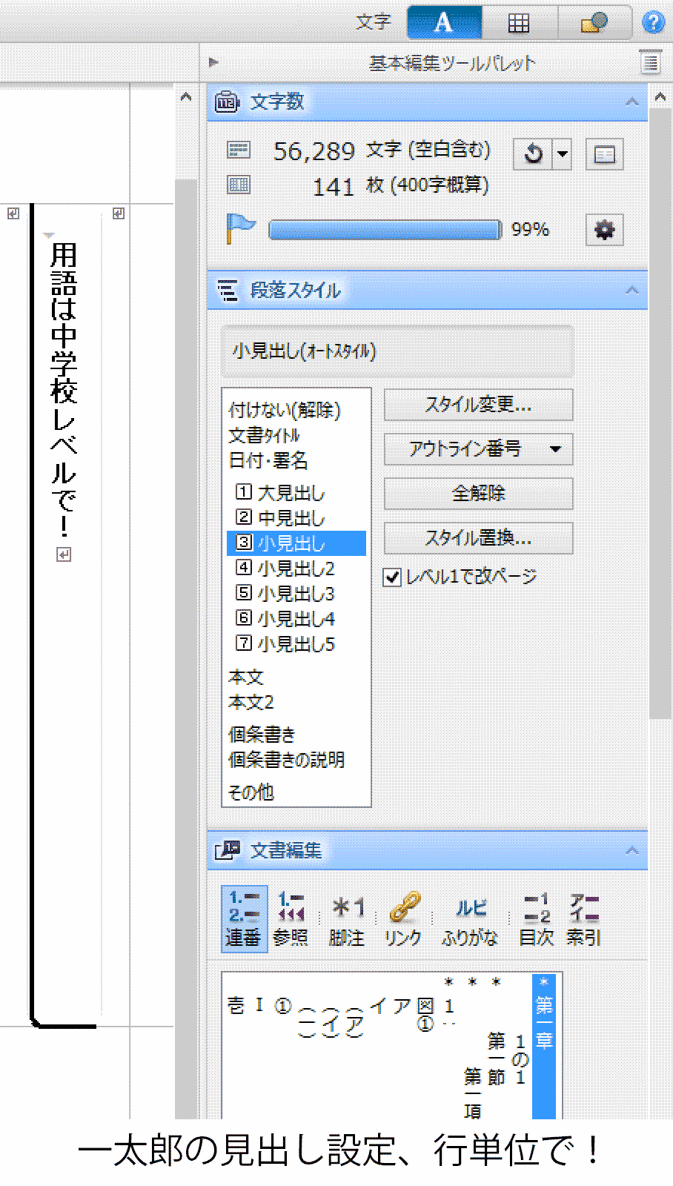 文字
A
?
基本編集ツールパレット
文字数
56,289 文字 (空白含む)
141 枚 (400字概算)
99%
段落スタイル
小見出し(オートスタイル)
付けない(解除)
文書タイトル
日付・署名
1 大見出し
2 中見出し
3 小見出し
4 小見出し2
5 小見出し3
6 小見出し4
7 小見出し5
本文
本文2
個条書き
個条書きの説明
その他
スタイル変更...
アウトライン番号
全解除
スタイル置換...
レベル1で改ページ
用語は中学校レベルで！
文書編集
連番
参照
脚注
リンク
ルビ
ふりがな
目次
索引
*第一章
1の1
*第一節
*第一項
*1:
図①
ア
イ
(ア)
(イ)
(一)
①
I
壱
一太郎の見出し設定、行単位で！